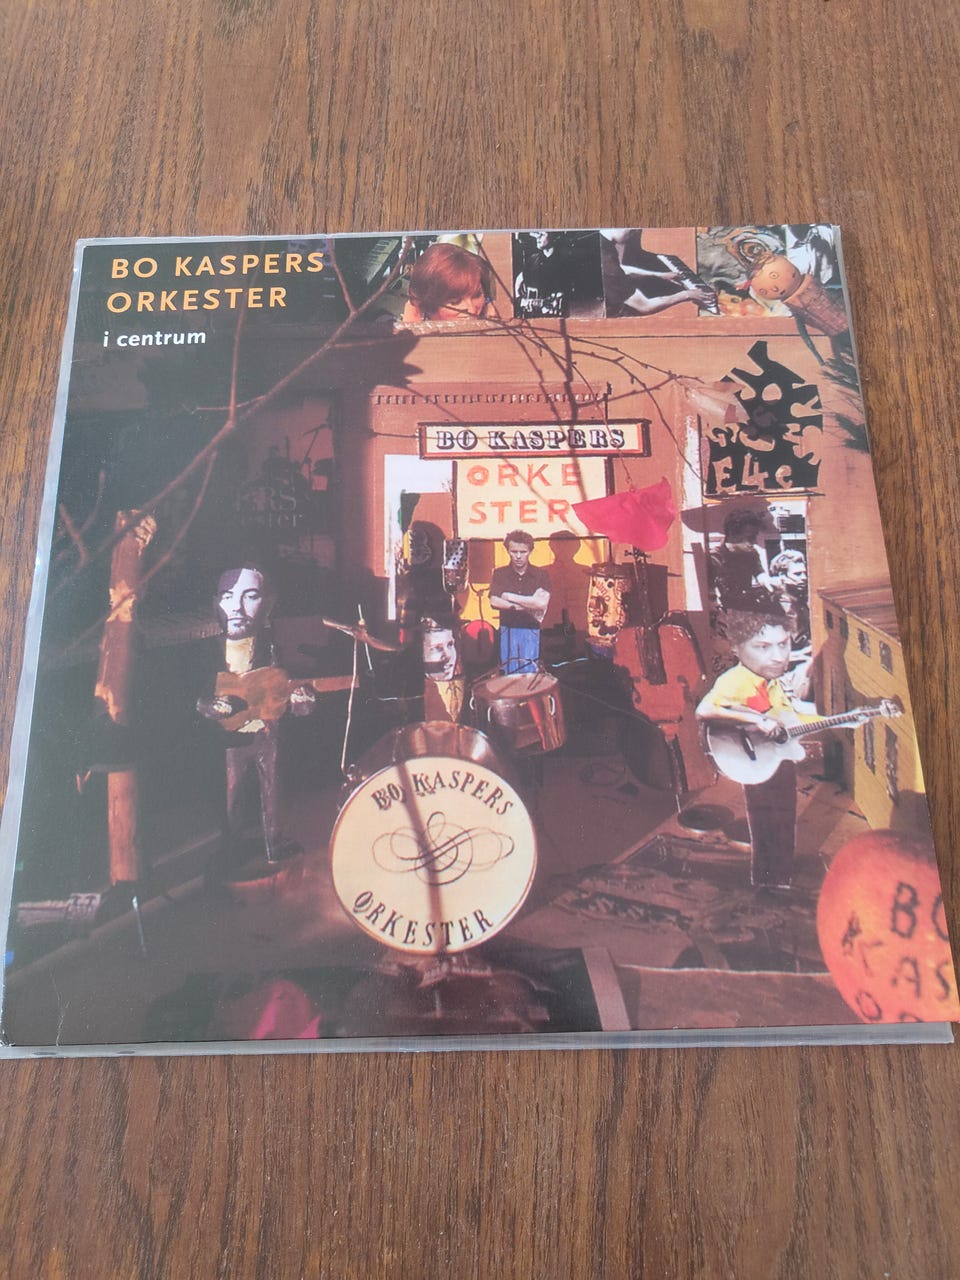 BO KASPERS
ORKESTER
i centrum
BO KASPERS
ORKE
STER
BO KASPERS
ORKESTER